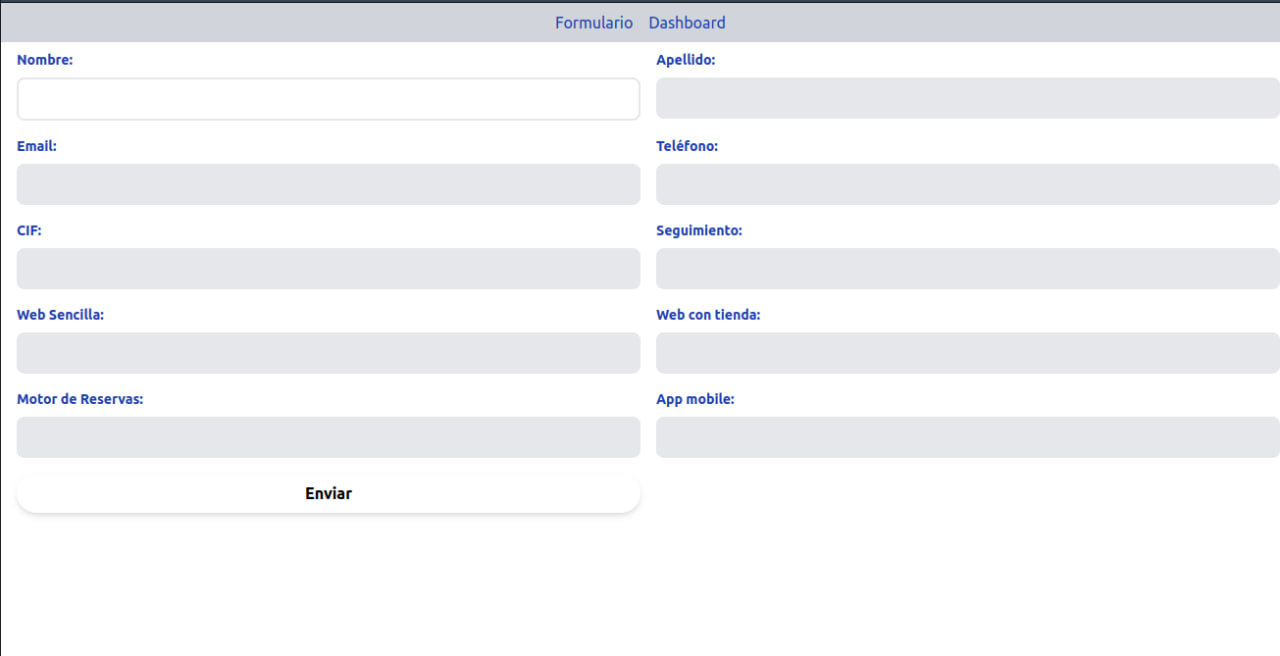 Formulario Dashboard
Nombre: Apellido:
Email: Teléfono:
CIF: Seguimiento:
Web Sencilla: Web con tienda:
Motor de Reservas: App mobile:
Enviar